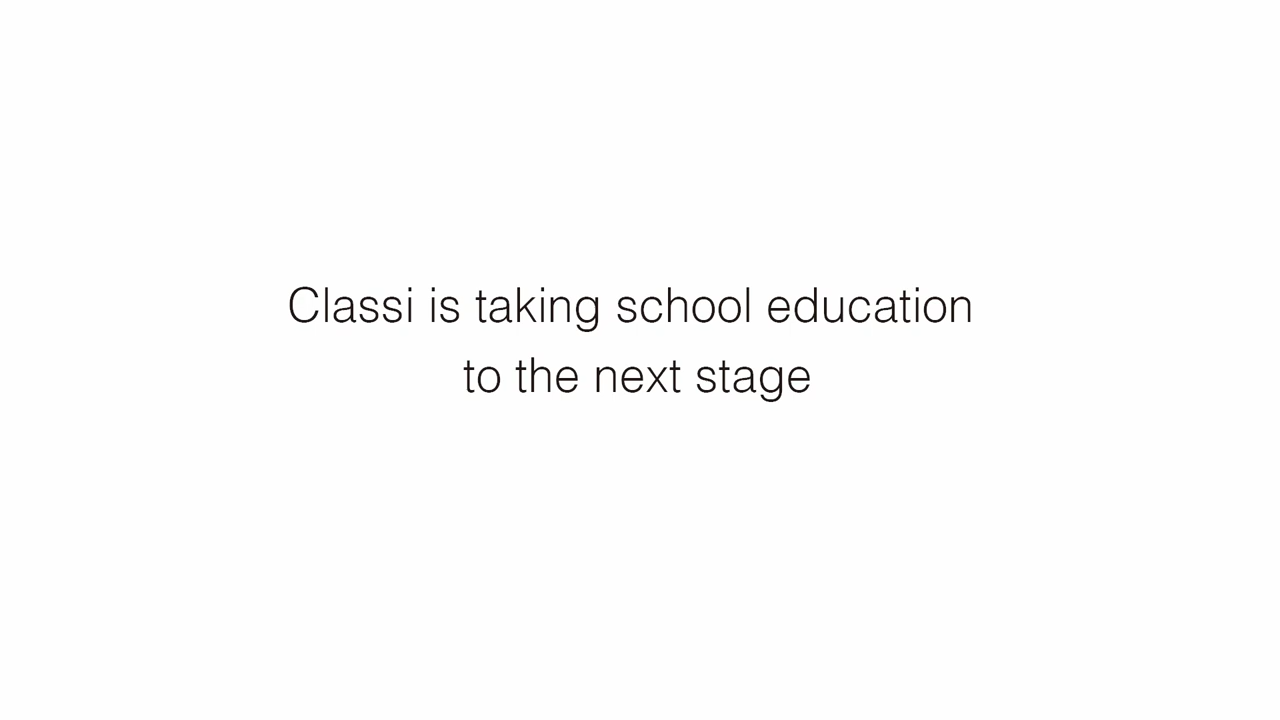 Classi is taking school education
to the next stage